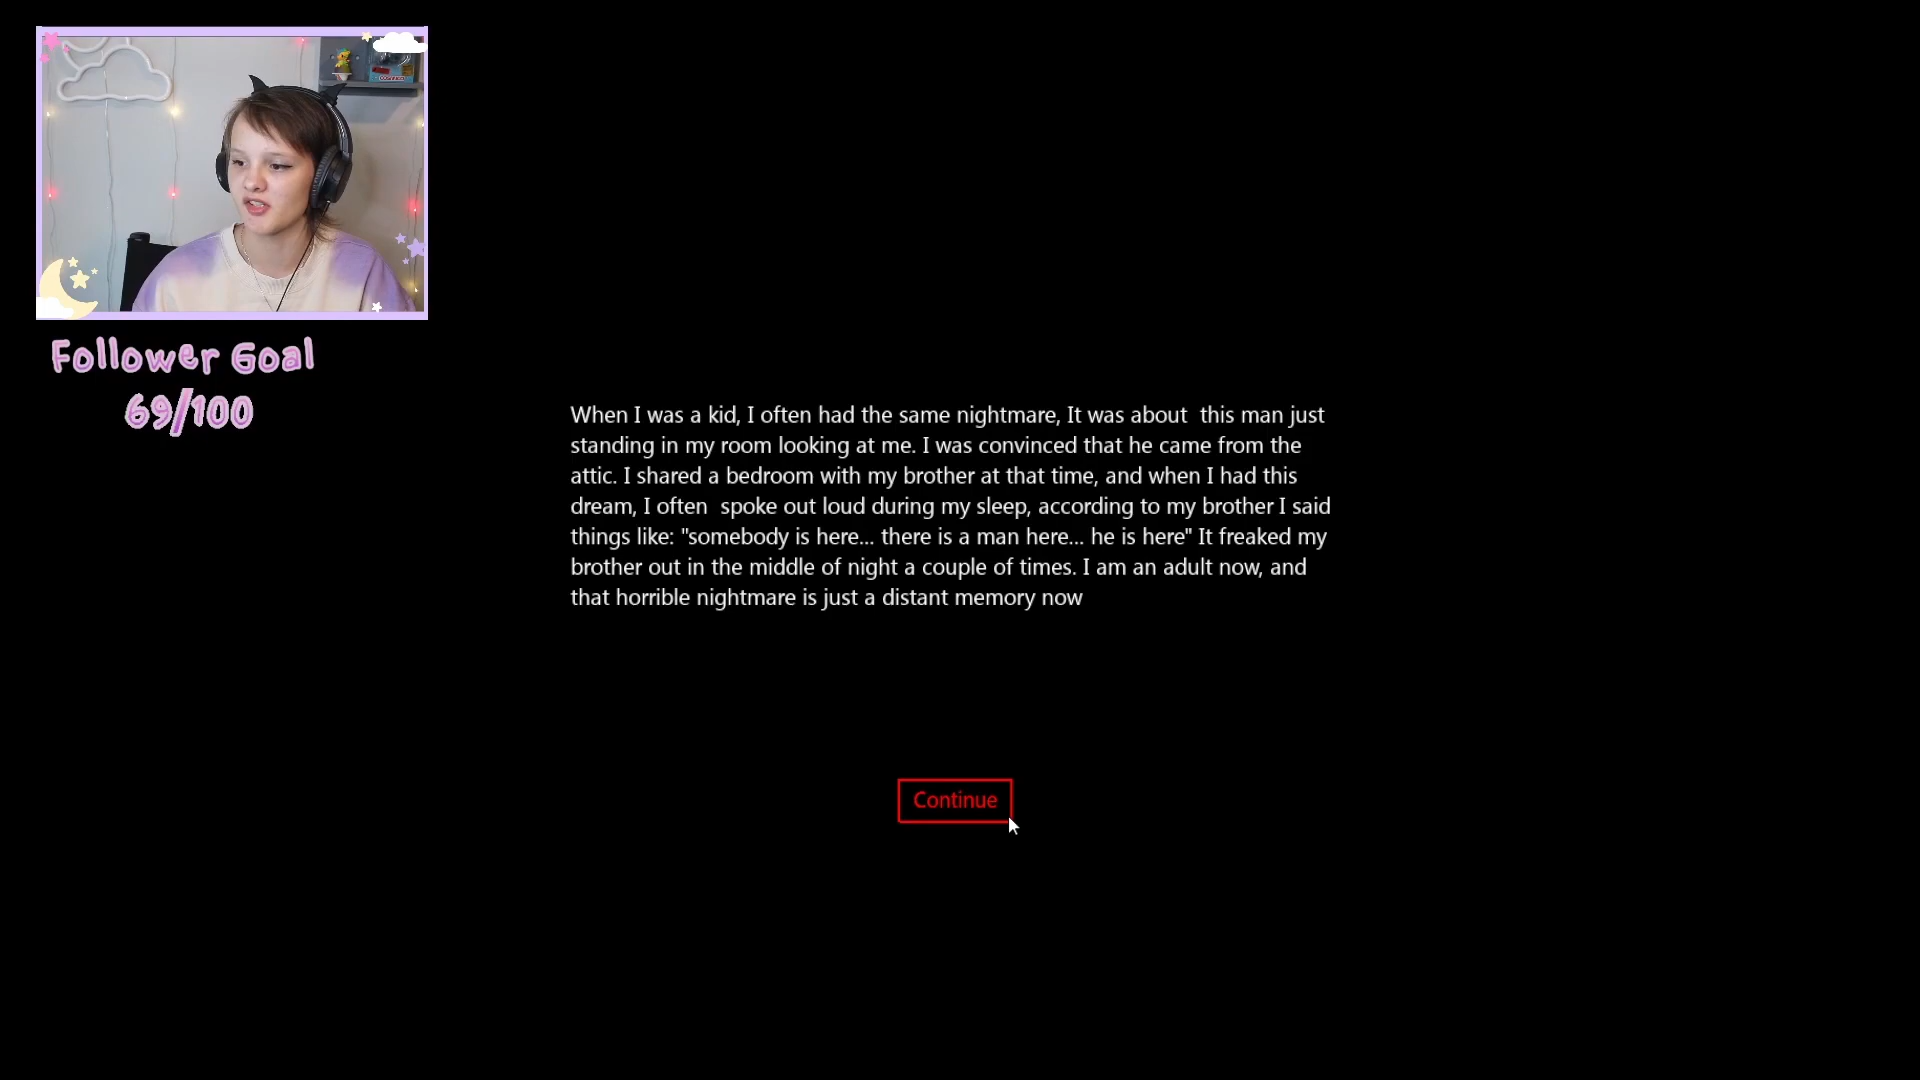 Follower Goal
69/100
When I was a kid, I often had the same nightmare, It was about  this man just
standing in my room looking at me. I was convinced that he came from the
attic. I shared a bedroom with my brother at that time, and when I had this
dream, I often  spoke out loud during my sleep, according to my brother I said
things like: "somebody is here... there is a man here... he is here" It freaked my
brother out in the middle of night a couple of times. I am an adult now, and
that horrible nightmare is just a distant memory now
Continue